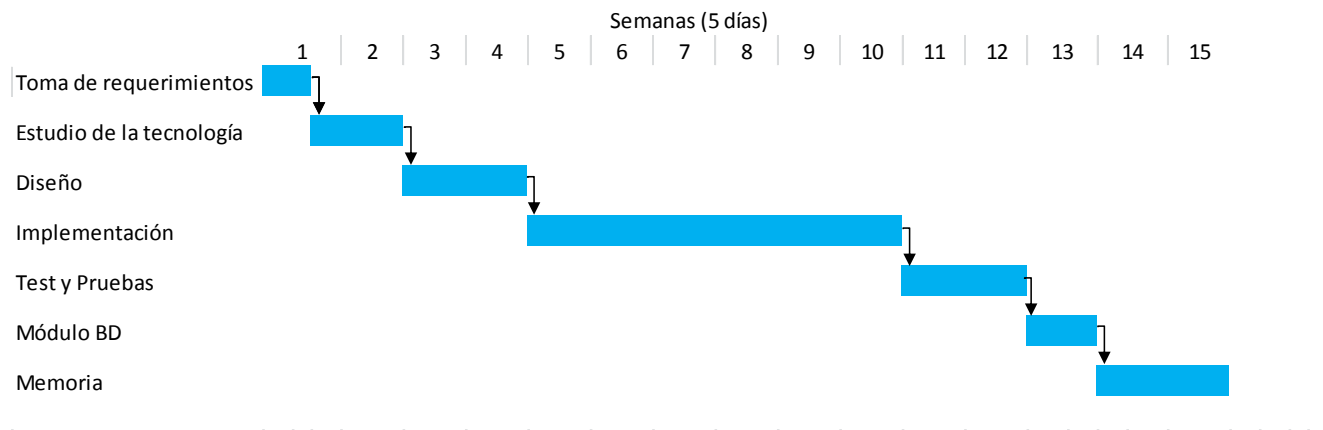 Semanas (5 días)
1 2 3 4 5 6 7 8 9 10 11 12 13 14 15
Toma de requerimientos
Estudio de la tecnología
Diseño
Implementación
Test y Pruebas
Módulo BD
Memoria